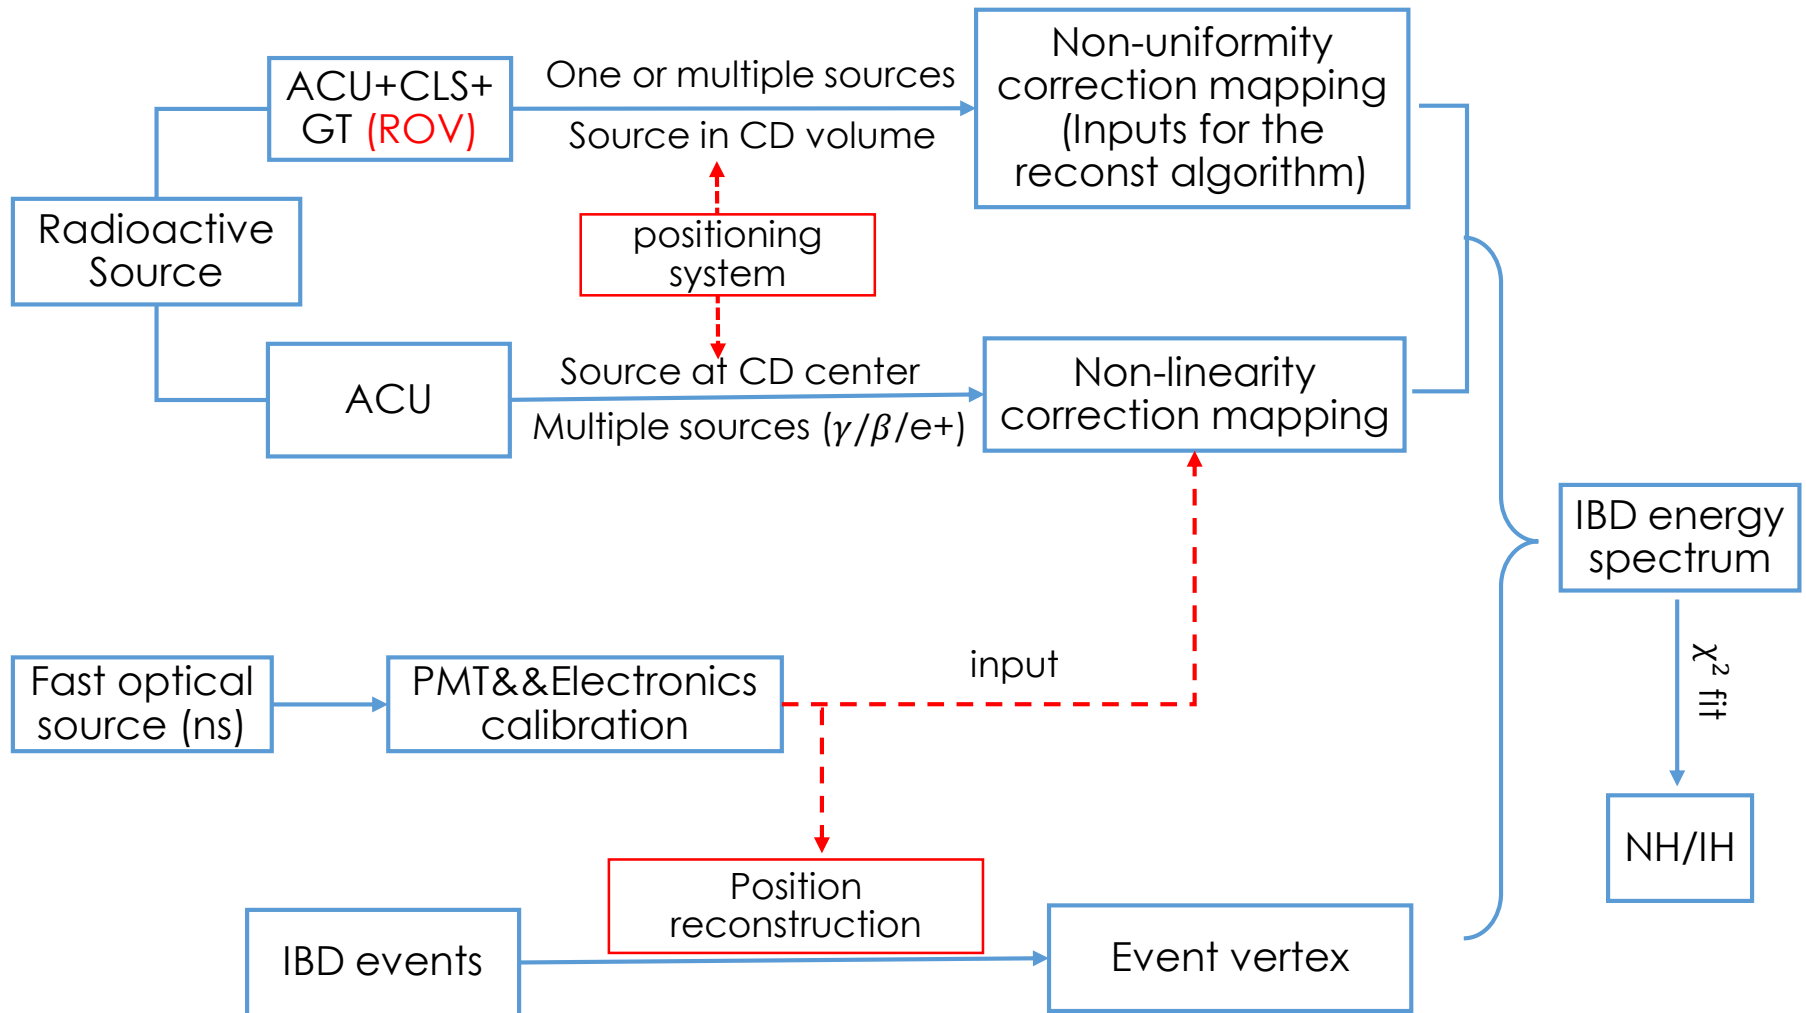 ACU+CLS+
GT (ROV)
One or multiple sources
Source in CD volume
Non-uniformity
correction mapping
(Inputs for the
reconst algorithm)
Radioactive
Source
positioning
system
ACU
Source at CD center
Multiple sources (γ/β/e+)
Non-linearity
correction mapping
IBD energy
spectrum
Fast optical
source (ns)
PMT&&Electronics
calibration
input
χ² fit
NH/IH
Position
reconstruction
IBD events
Event vertex